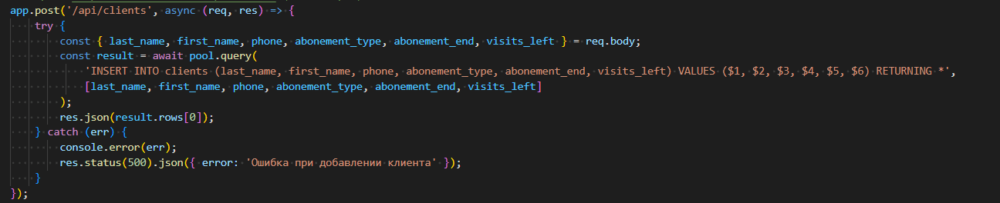 app.post('/api/clients', async (req, res) => {
    try {
        const { last_name, first_name, phone, abonement_type, abonement_end, visits_left } = req.body;
        const result = await pool.query(
            'INSERT INTO clients (last_name, first_name, phone, abonement_type, abonement_end, visits_left) VALUES ($1, $2, $3, $4, $5, $6) RETURNING *',
            [last_name, first_name, phone, abonement_type, abonement_end, visits_left]
        );
        res.json(result.rows[0]);
    } catch (err) {
        console.error(err);
        res.status(500).json({ error: 'Ошибка при добавлении клиента' });
    }
});